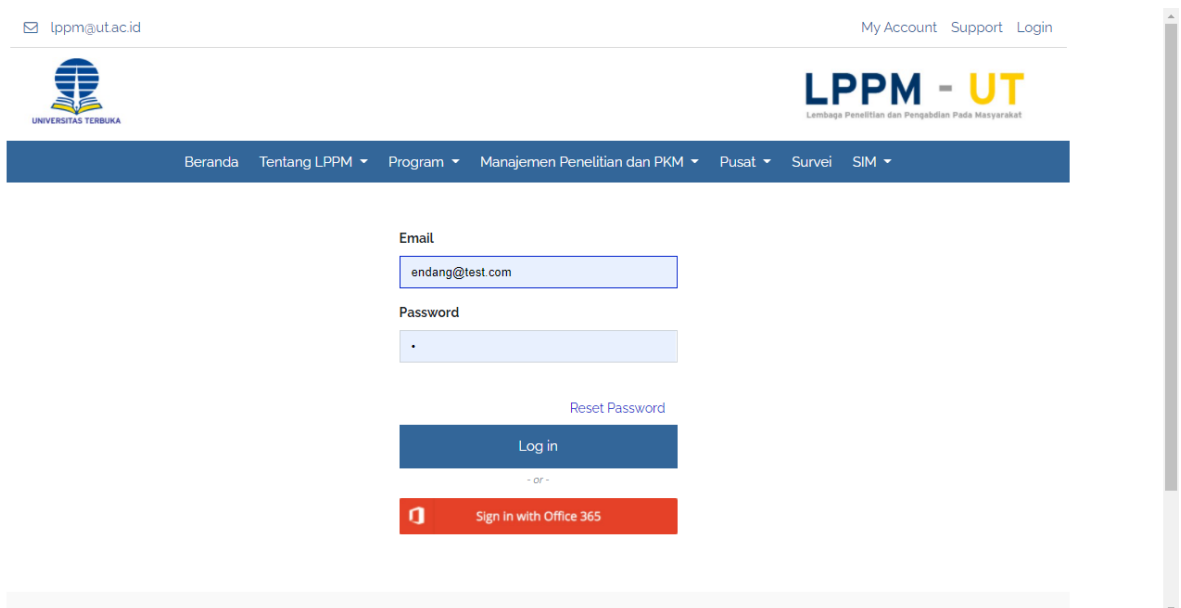 lppm@ut.ac.id
My Account Support Login
UNIVERSITAS TERBUKA
LPPM - UT
Lembaga Penelitian dan Pengabdian Pada Masyarakat
Beranda Tentang LPPM Program Manajemen Penelitian dan PKM Pusat Survei SIM
Email
endang@test.com
Password
Reset Password
Log in
- or -
Sign in with Office 365